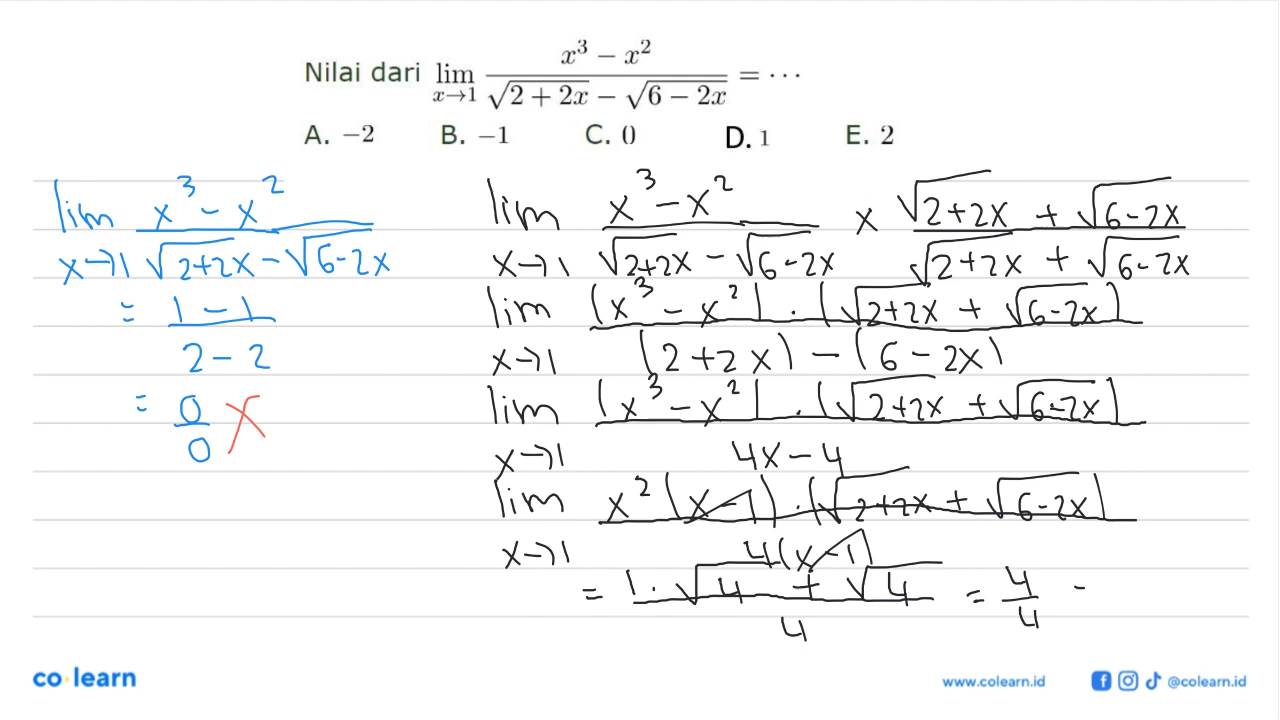 Nilai dari lim x→1 (x³ − x²)/(√(2 + 2x) − √(6 − 2x)) = ⋯
A. −2 B. −1 C. 0 D. 1 E. 2
lim x→1 (x³ − x²)/(√(2+2x) − √(6-2x))
= (1 − 1)/(2 − 2)
= 0/0 X
lim x→1 (x³ − x²)/(√(2+2x) − √(6-2x)) × (√(2+2x) + √(6-2x))/(√(2+2x) + √(6-2x))
lim x→1 ((x³ − x²) · (√(2+2x) + √(6-2x)))/((2+2x) − (6−2x))
lim x→1 ((x³ − x²) · (√(2+2x) + √(6-2x)))/(4x − 4)
lim x→1 (x² (x−1) · (√(2+2x) + √(6-2x)))/(4(x−1))
= (1 · √4 + √4)/4 = 4/4 -
co·learn
www.colearn.id @colearn.id